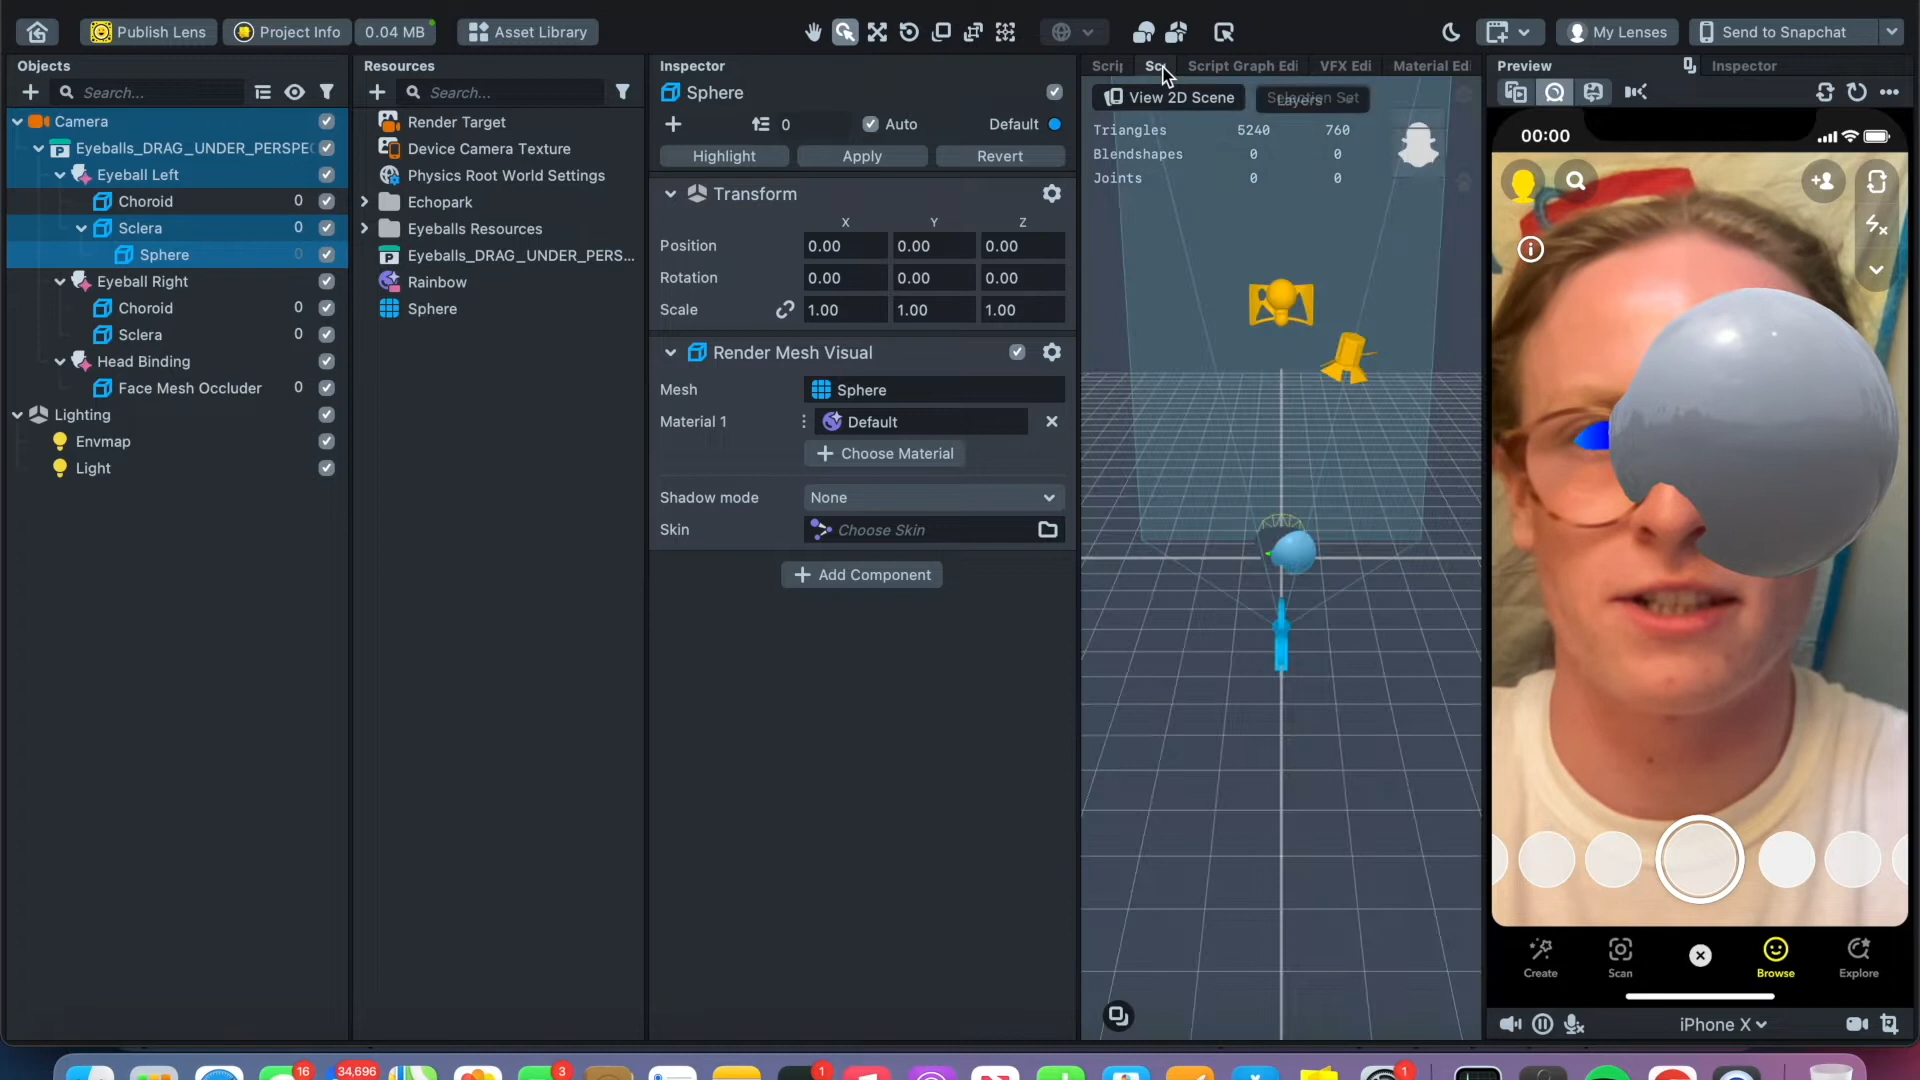 Publish Lens
Project Info
0.04 MB
Asset Library
My Lenses
Send to Snapchat
Objects
Search...
Camera
Eyeballs_DRAG_UNDER_PERSPE
Eyeball Left
Choroid 0
Sclera 0
Sphere 0
Eyeball Right
Choroid 0
Sclera 0
Head Binding
Face Mesh Occluder 0
Lighting
Envmap
Light
Resources
Search...
Render Target
Device Camera Texture
Physics Root World Settings
Echopark
Eyeballs Resources
Eyeballs_DRAG_UNDER_PERS...
Rainbow
Sphere
Inspector
Sphere
0 Auto Default
Highlight Apply Revert
Transform
X Y Z
Position 0.00 0.00 0.00
Rotation 0.00 0.00 0.00
Scale 1.00 1.00 1.00
Render Mesh Visual
Mesh Sphere
Material 1 Default
Choose Material
Shadow mode None
Skin Choose Skin
Add Component
Scrip Sc Script Graph Edi VFX Edi Material Edi
View 2D Scene
Selection Set
Layers
Triangles 5240 760
Blendshapes 0 0
Joints 0 0
Preview Inspector
00:00
Create
Scan
Browse
Explore
iPhone X
16
34,696
3
1
1